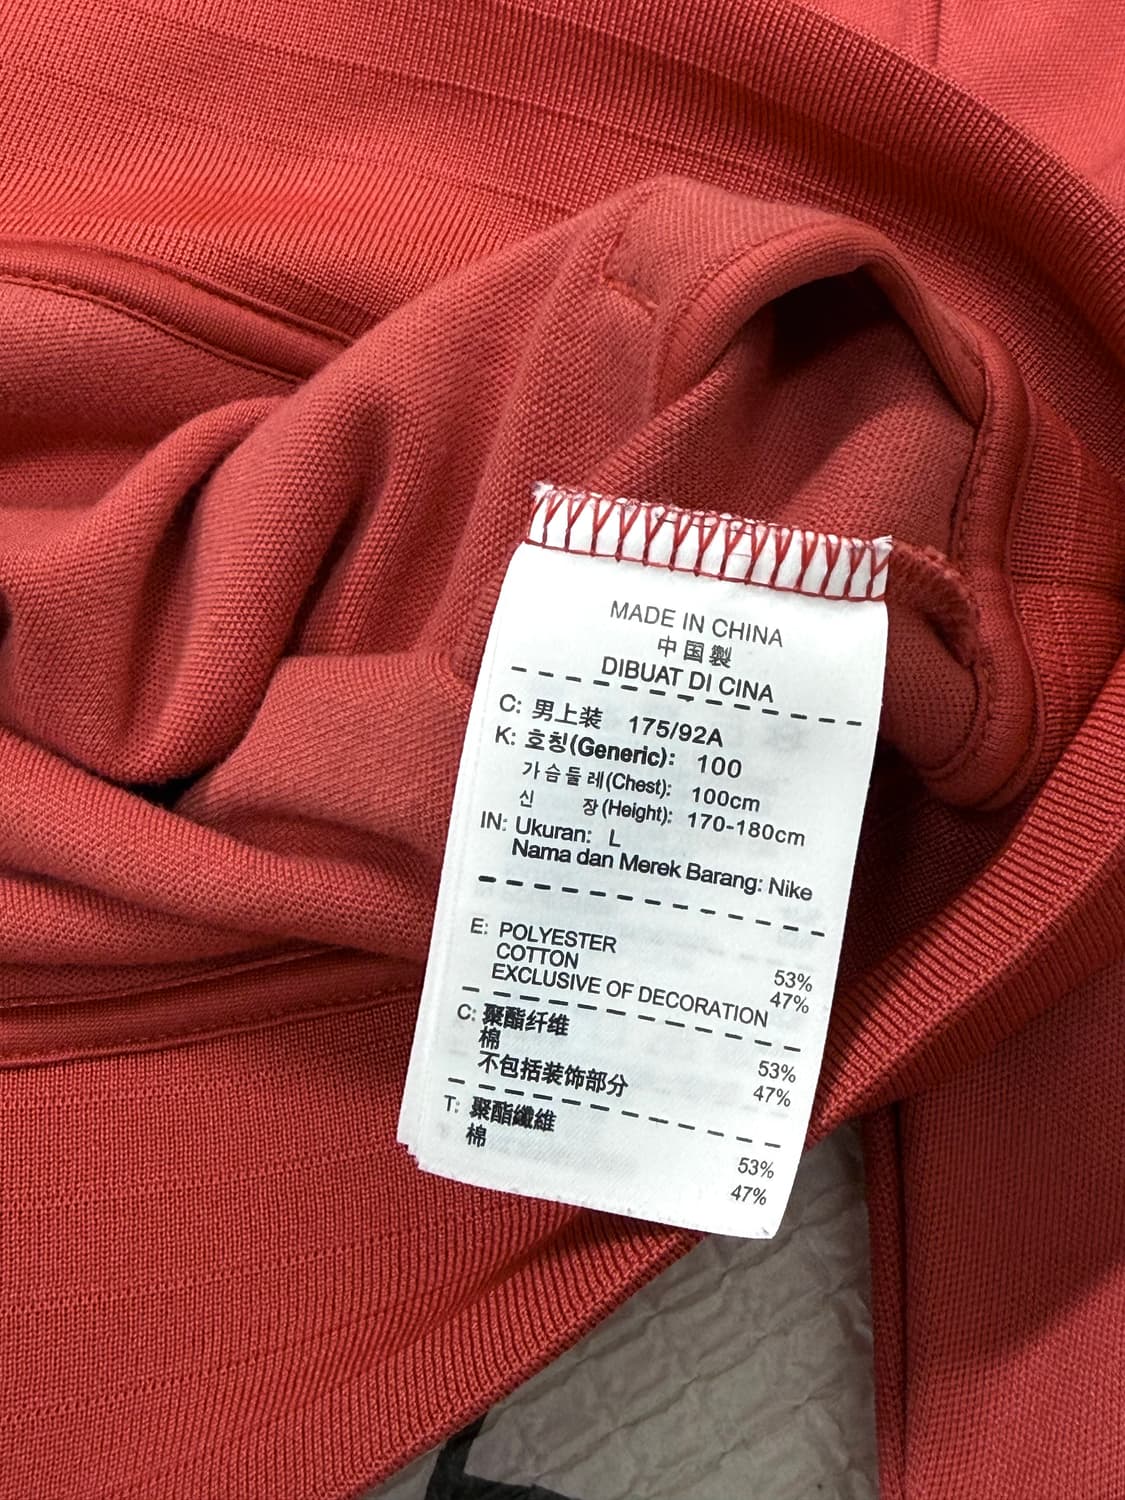 MADE IN CHINA
中国製
DIBUAT DI CINA
C: 男上装 175/92A
K: 호칭(Generic): 100
가슴둘레(Chest): 100cm
신 장(Height): 170-180cm
IN: Ukuran: L
Nama dan Merek Barang: Nike
E: POLYESTER 53%
COTTON 47%
EXCLUSIVE OF DECORATION
C: 聚酯纤维 53%
棉 47%
不包括装饰部分
T: 聚酯纖維 53%
棉 47%